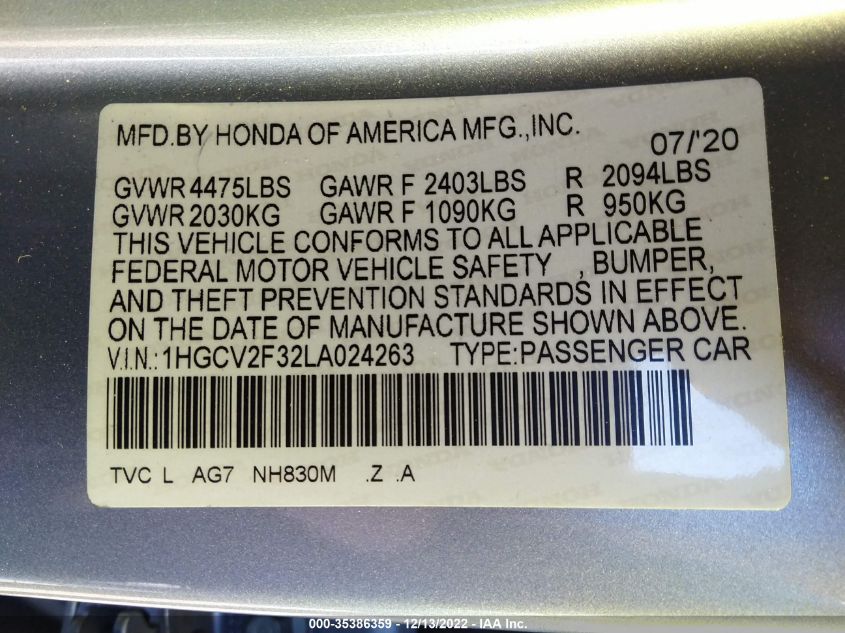 MFD.BY HONDA OF AMERICA MFG.,INC. 07/'20
GVWR 4475LBS GAWR F 2403LBS R 2094LBS
GVWR 2030KG GAWR F 1090KG R 950KG
THIS VEHICLE CONFORMS TO ALL APPLICABLE
FEDERAL MOTOR VEHICLE SAFETY , BUMPER,
AND THEFT PREVENTION STANDARDS IN EFFECT
ON THE DATE OF MANUFACTURE SHOWN ABOVE.
V.I.N.:1HGCV2F32LA024263 TYPE:PASSENGER CAR
TVC L AG7 NH830M .Z .A
000-35386359 - 12/13/2022 - IAA Inc.